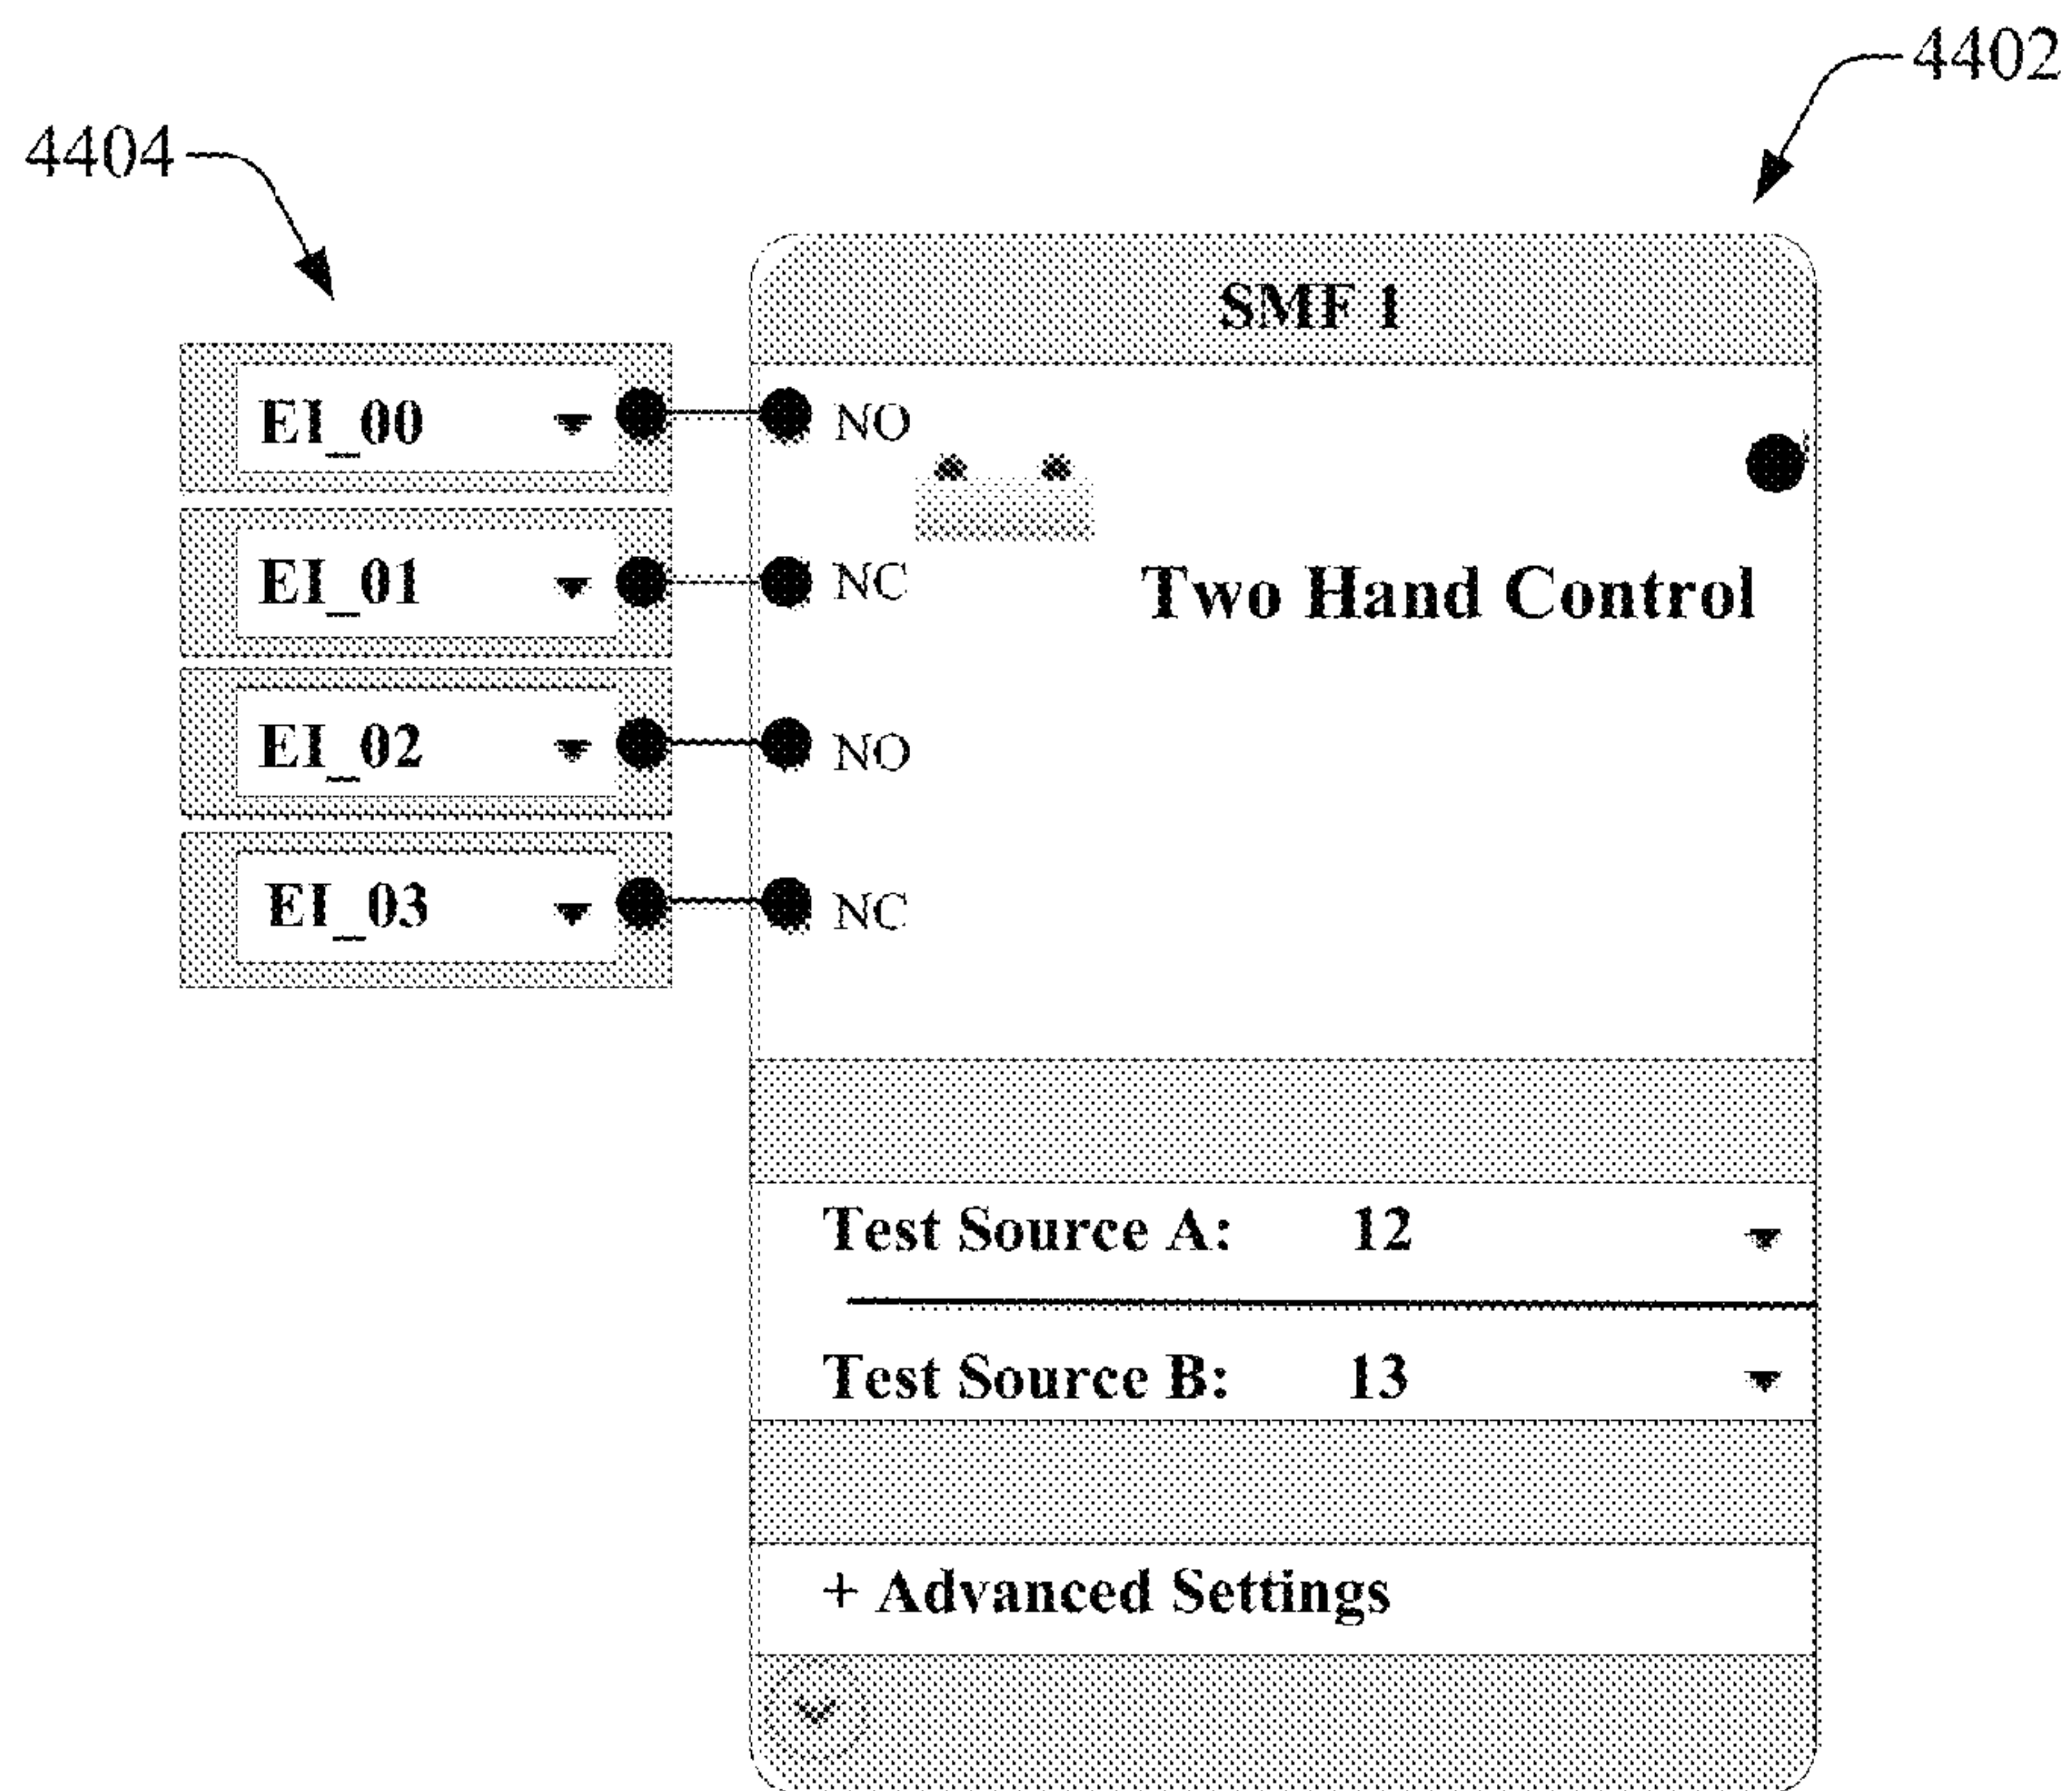 4402
4404
SMF 1
EI_00 NO
EI_01 NC
Two Hand Control
EI_02 NO
EI_03 NC
Test Source A: 12
Test Source B: 13
+ Advanced Settings